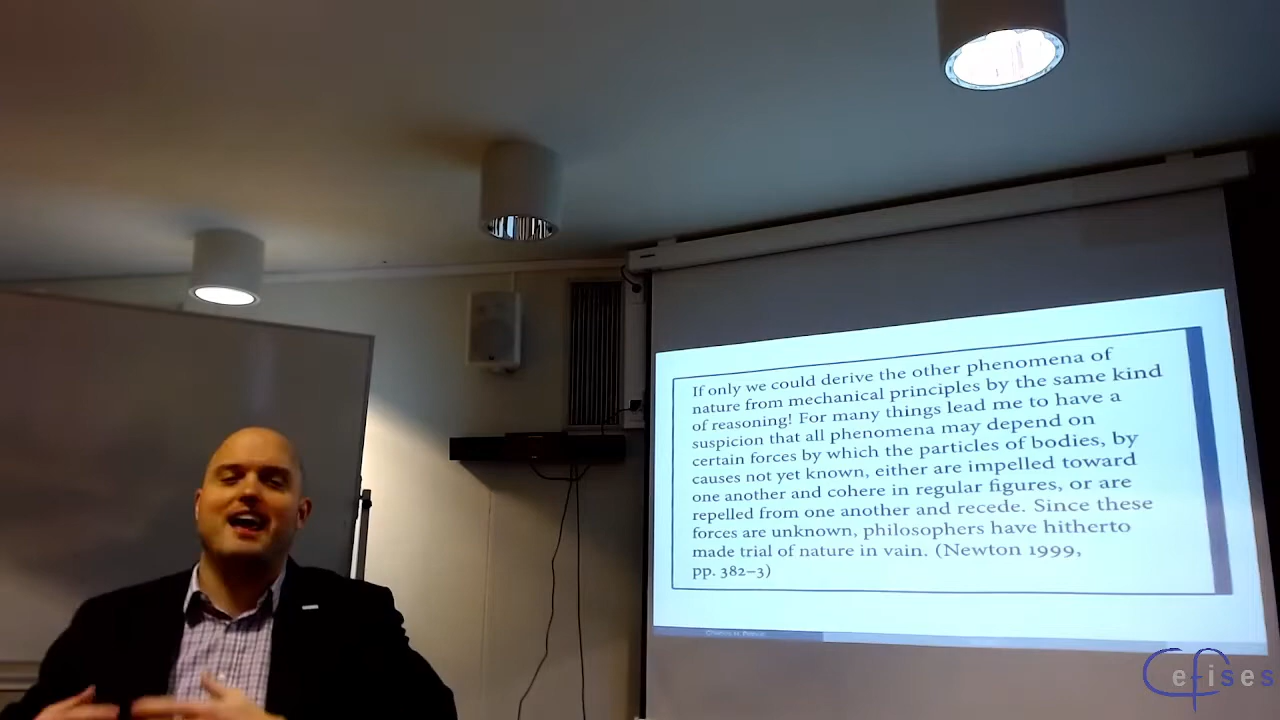 If only we could derive the other phenomena of
nature from mechanical principles by the same kind
of reasoning! For many things lead me to have a
suspicion that all phenomena may depend on
certain forces by which the particles of bodies, by
causes not yet known, either are impelled toward
one another and cohere in regular figures, or are
repelled from one another and recede. Since these
forces are unknown, philosophers have hitherto
made trial of nature in vain. (Newton 1999,
pp. 382–3)
Cefises